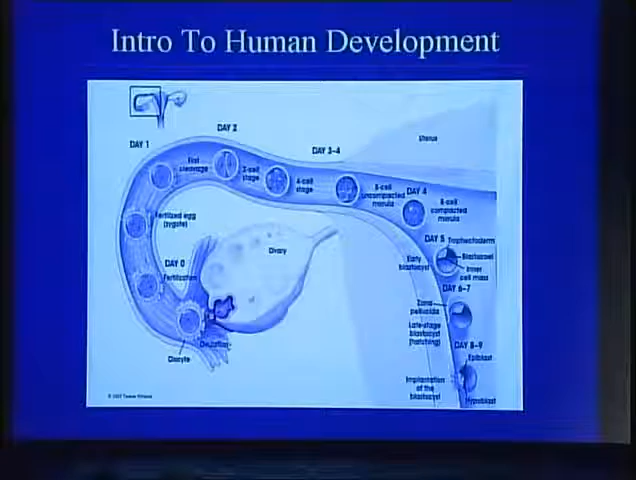 Intro To Human Development
DAY 2
DAY 1
DAY 3-4
Uterus
First
cleavage
2-cell
stage
4-cell
stage
8-cell
uncompacted
morula
DAY 4
8-cell
compacted
morula
Fertilized egg
(zygote)
DAY 5
Trophectoderm
Ovary
Early
blastocyst
Blastocoel
Inner
cell mass
DAY 0
Fertilization
DAY 6-7
Zona
pellucida
Late-stage
blastocyst
(hatching)
Ovulation
Oocyte
DAY 8-9
Epiblast
Implantation
of the
blastocyst
Hypoblast
© 2001 Terese Winslow